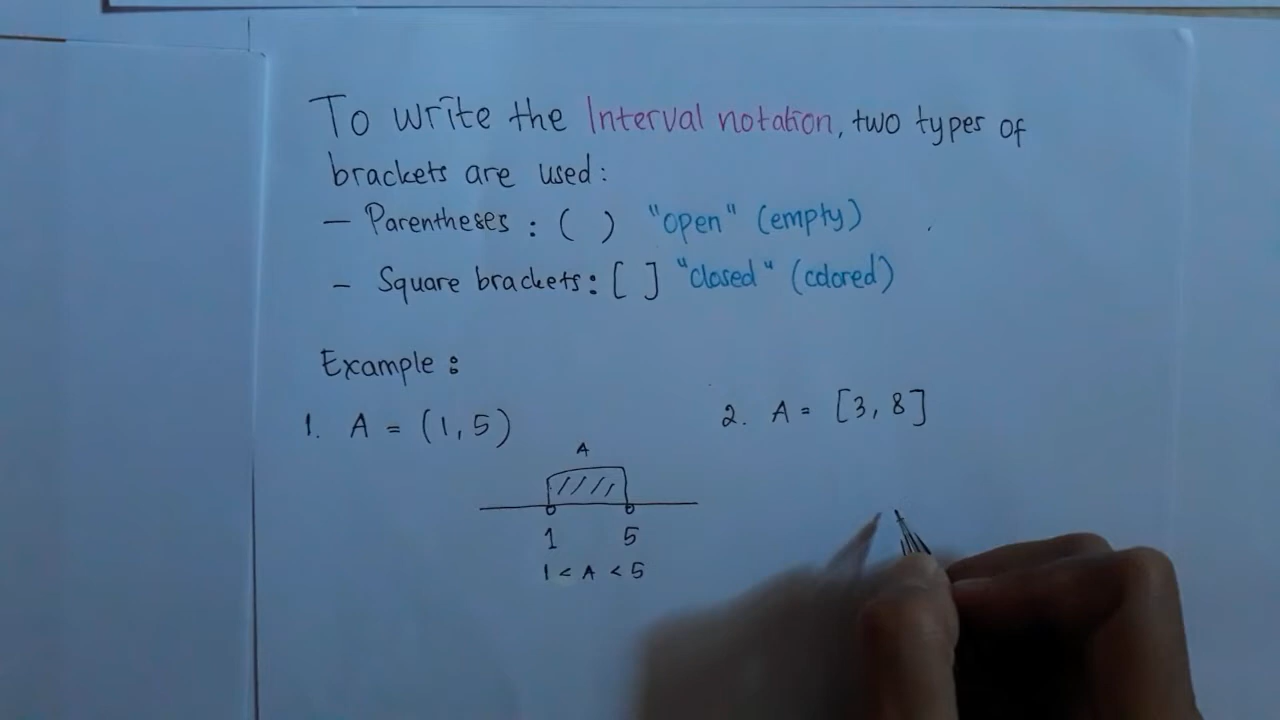 To write the Interval notation, two types of
brackets are used:
— Parentheses : ( ) "open" (empty)
- Square brackets: [ ] "closed" (colored)
Example :
1. A = (1,5)
2. A = [3, 8]
A
1 5
1 < A < 5